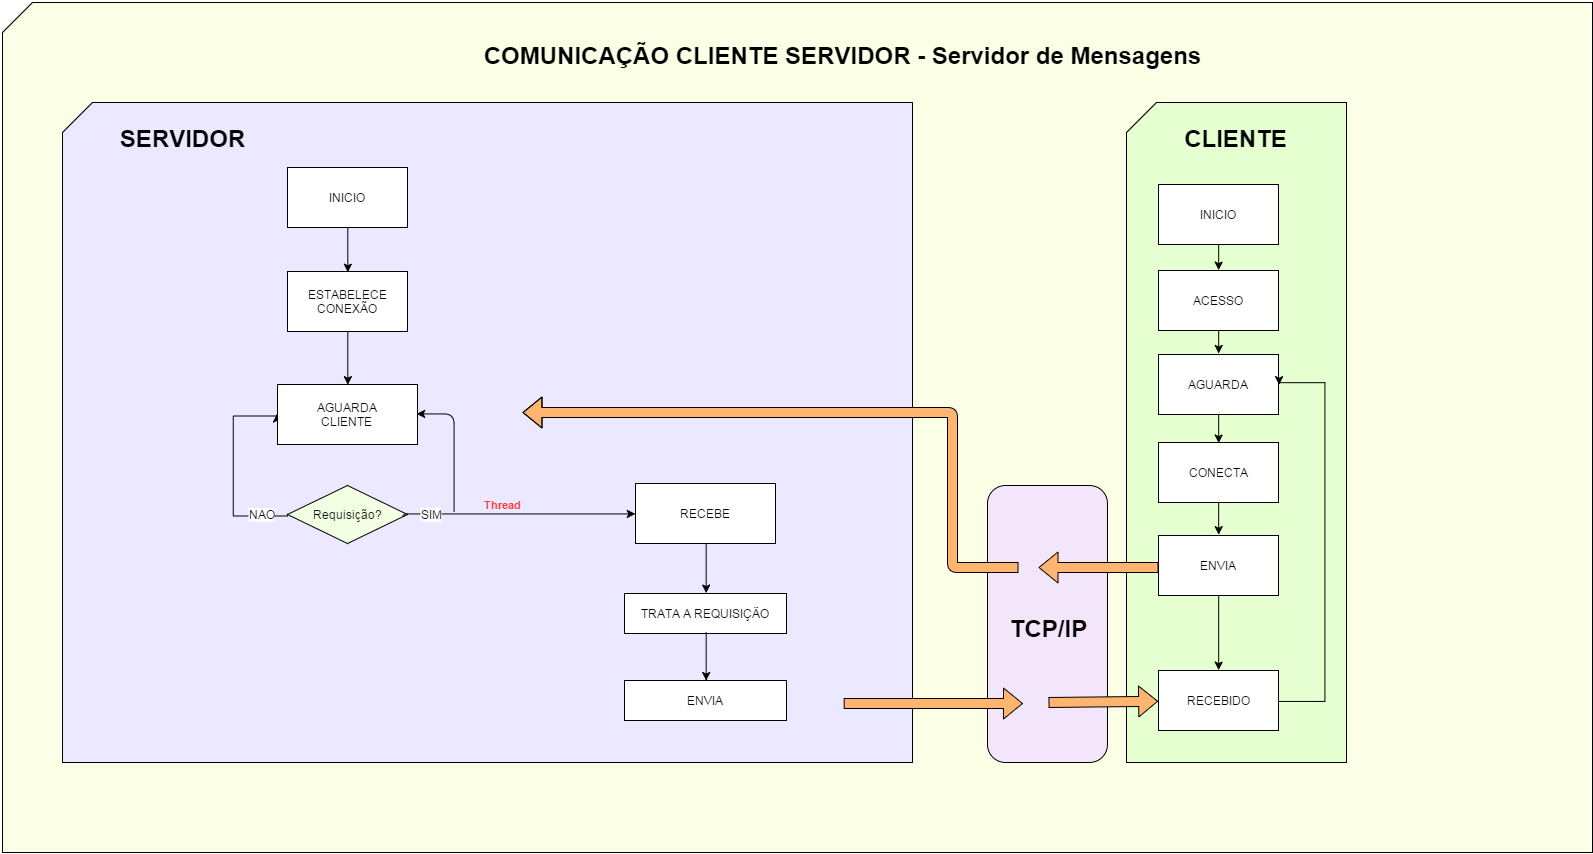 COMUNICAÇÃO CLIENTE SERVIDOR - Servidor de Mensagens
SERVIDOR
INICIO
ESTABELECE
CONEXÃO
AGUARDA
CLIENTE
Requisição?
NAO
SIM
Thread
RECEBE
TRATA A REQUISIÇÃO
ENVIA
TCP/IP
CLIENTE
INICIO
ACESSO
AGUARDA
CONECTA
ENVIA
RECEBIDO